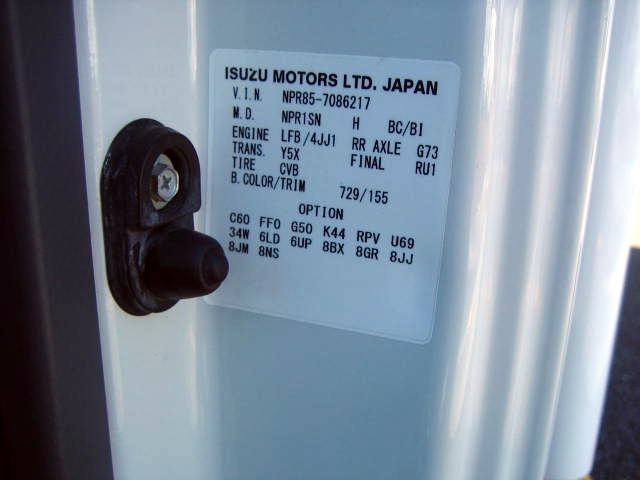 ISUZU MOTORS LTD. JAPAN
V.I.N. NPR85-7086217
M.D. NPR1SN H BC/BI
ENGINE LFB/4JJ1 RR AXLE G73
TRANS. Y5X FINAL RU1
TIRE CVB
B.COLOR/TRIM 729/155
OPTION
C60 FF0 G50 K44 RPV U69
34W 6LD 6UP 8BX 8GR 8JJ
8JM 8NS